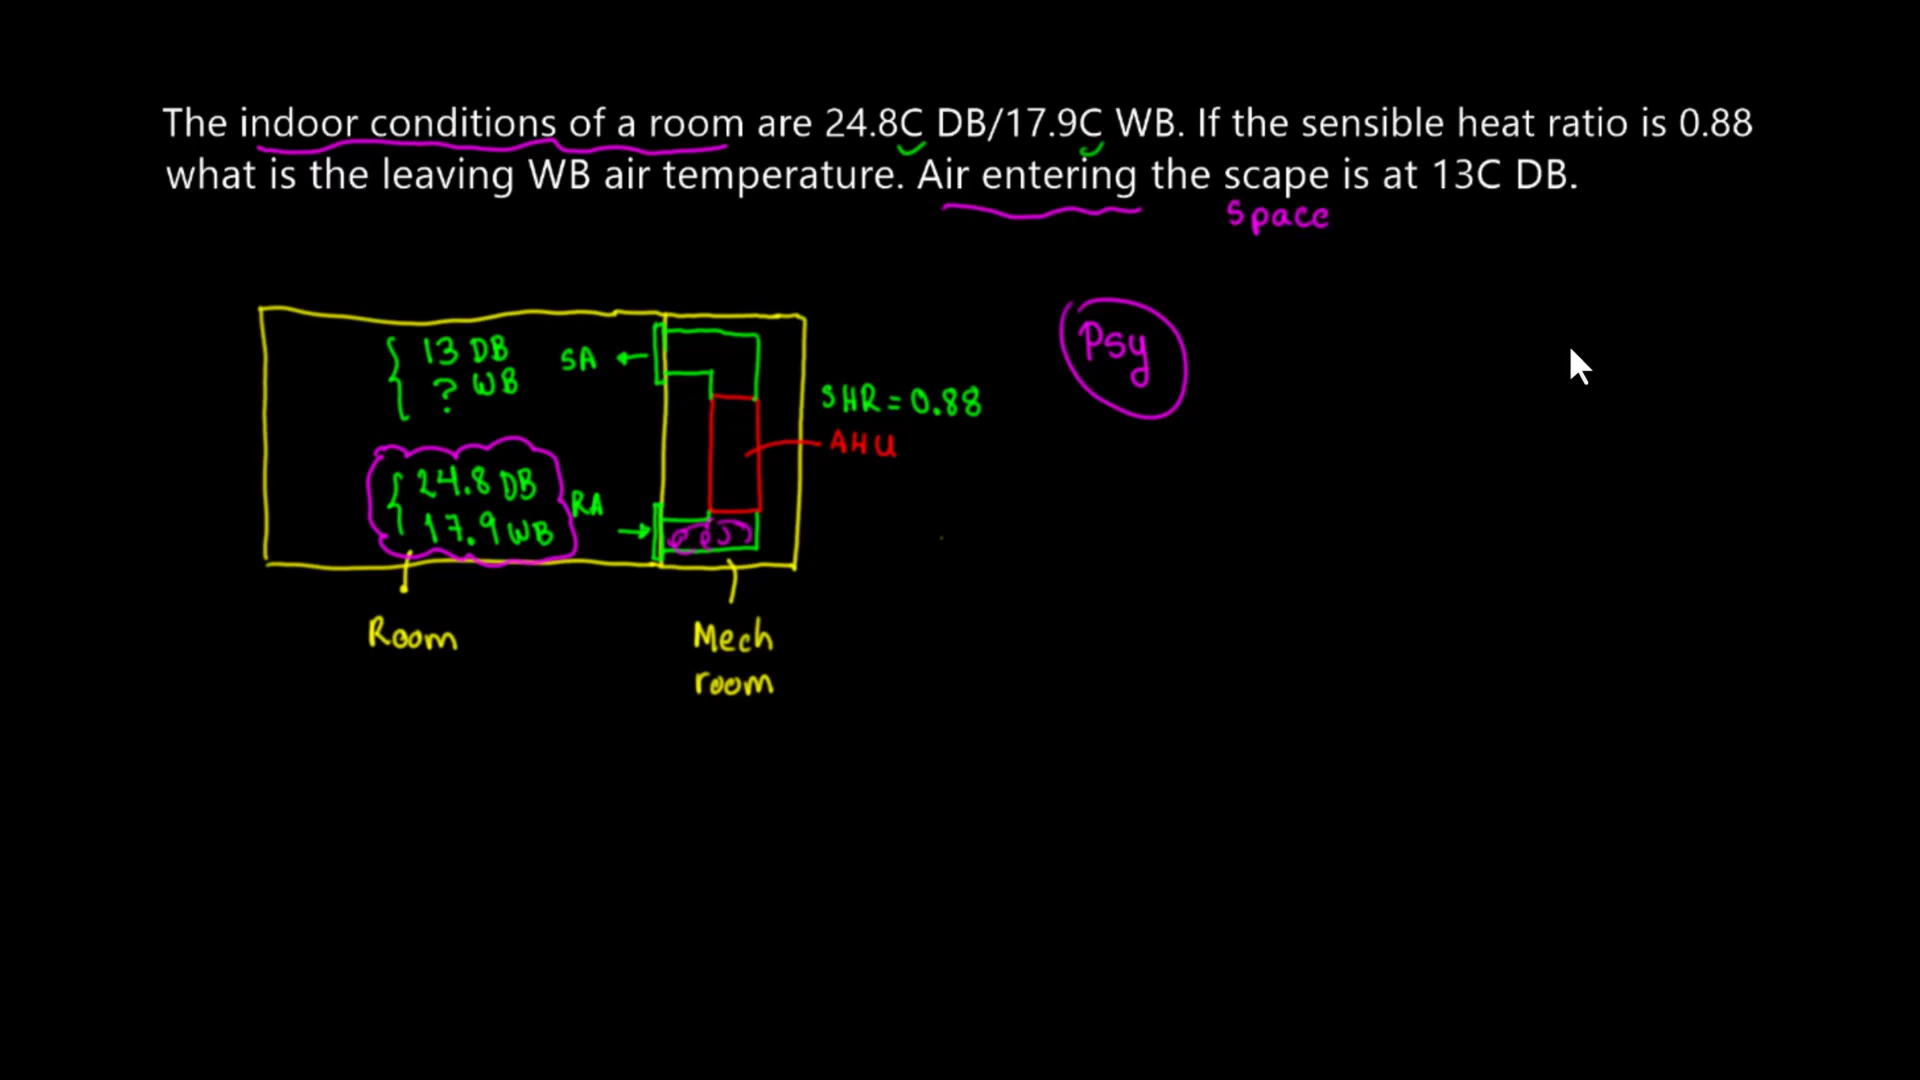 The indoor conditions of a room are 24.8C DB/17.9C WB. If the sensible heat ratio is 0.88
what is the leaving WB air temperature. Air entering the scape is at 13C DB.
Space
13 DB
? WB
SA
Psy
SHR = 0.88
AHU
24.8 DB
17.9 WB
RA
Room
Mech
room